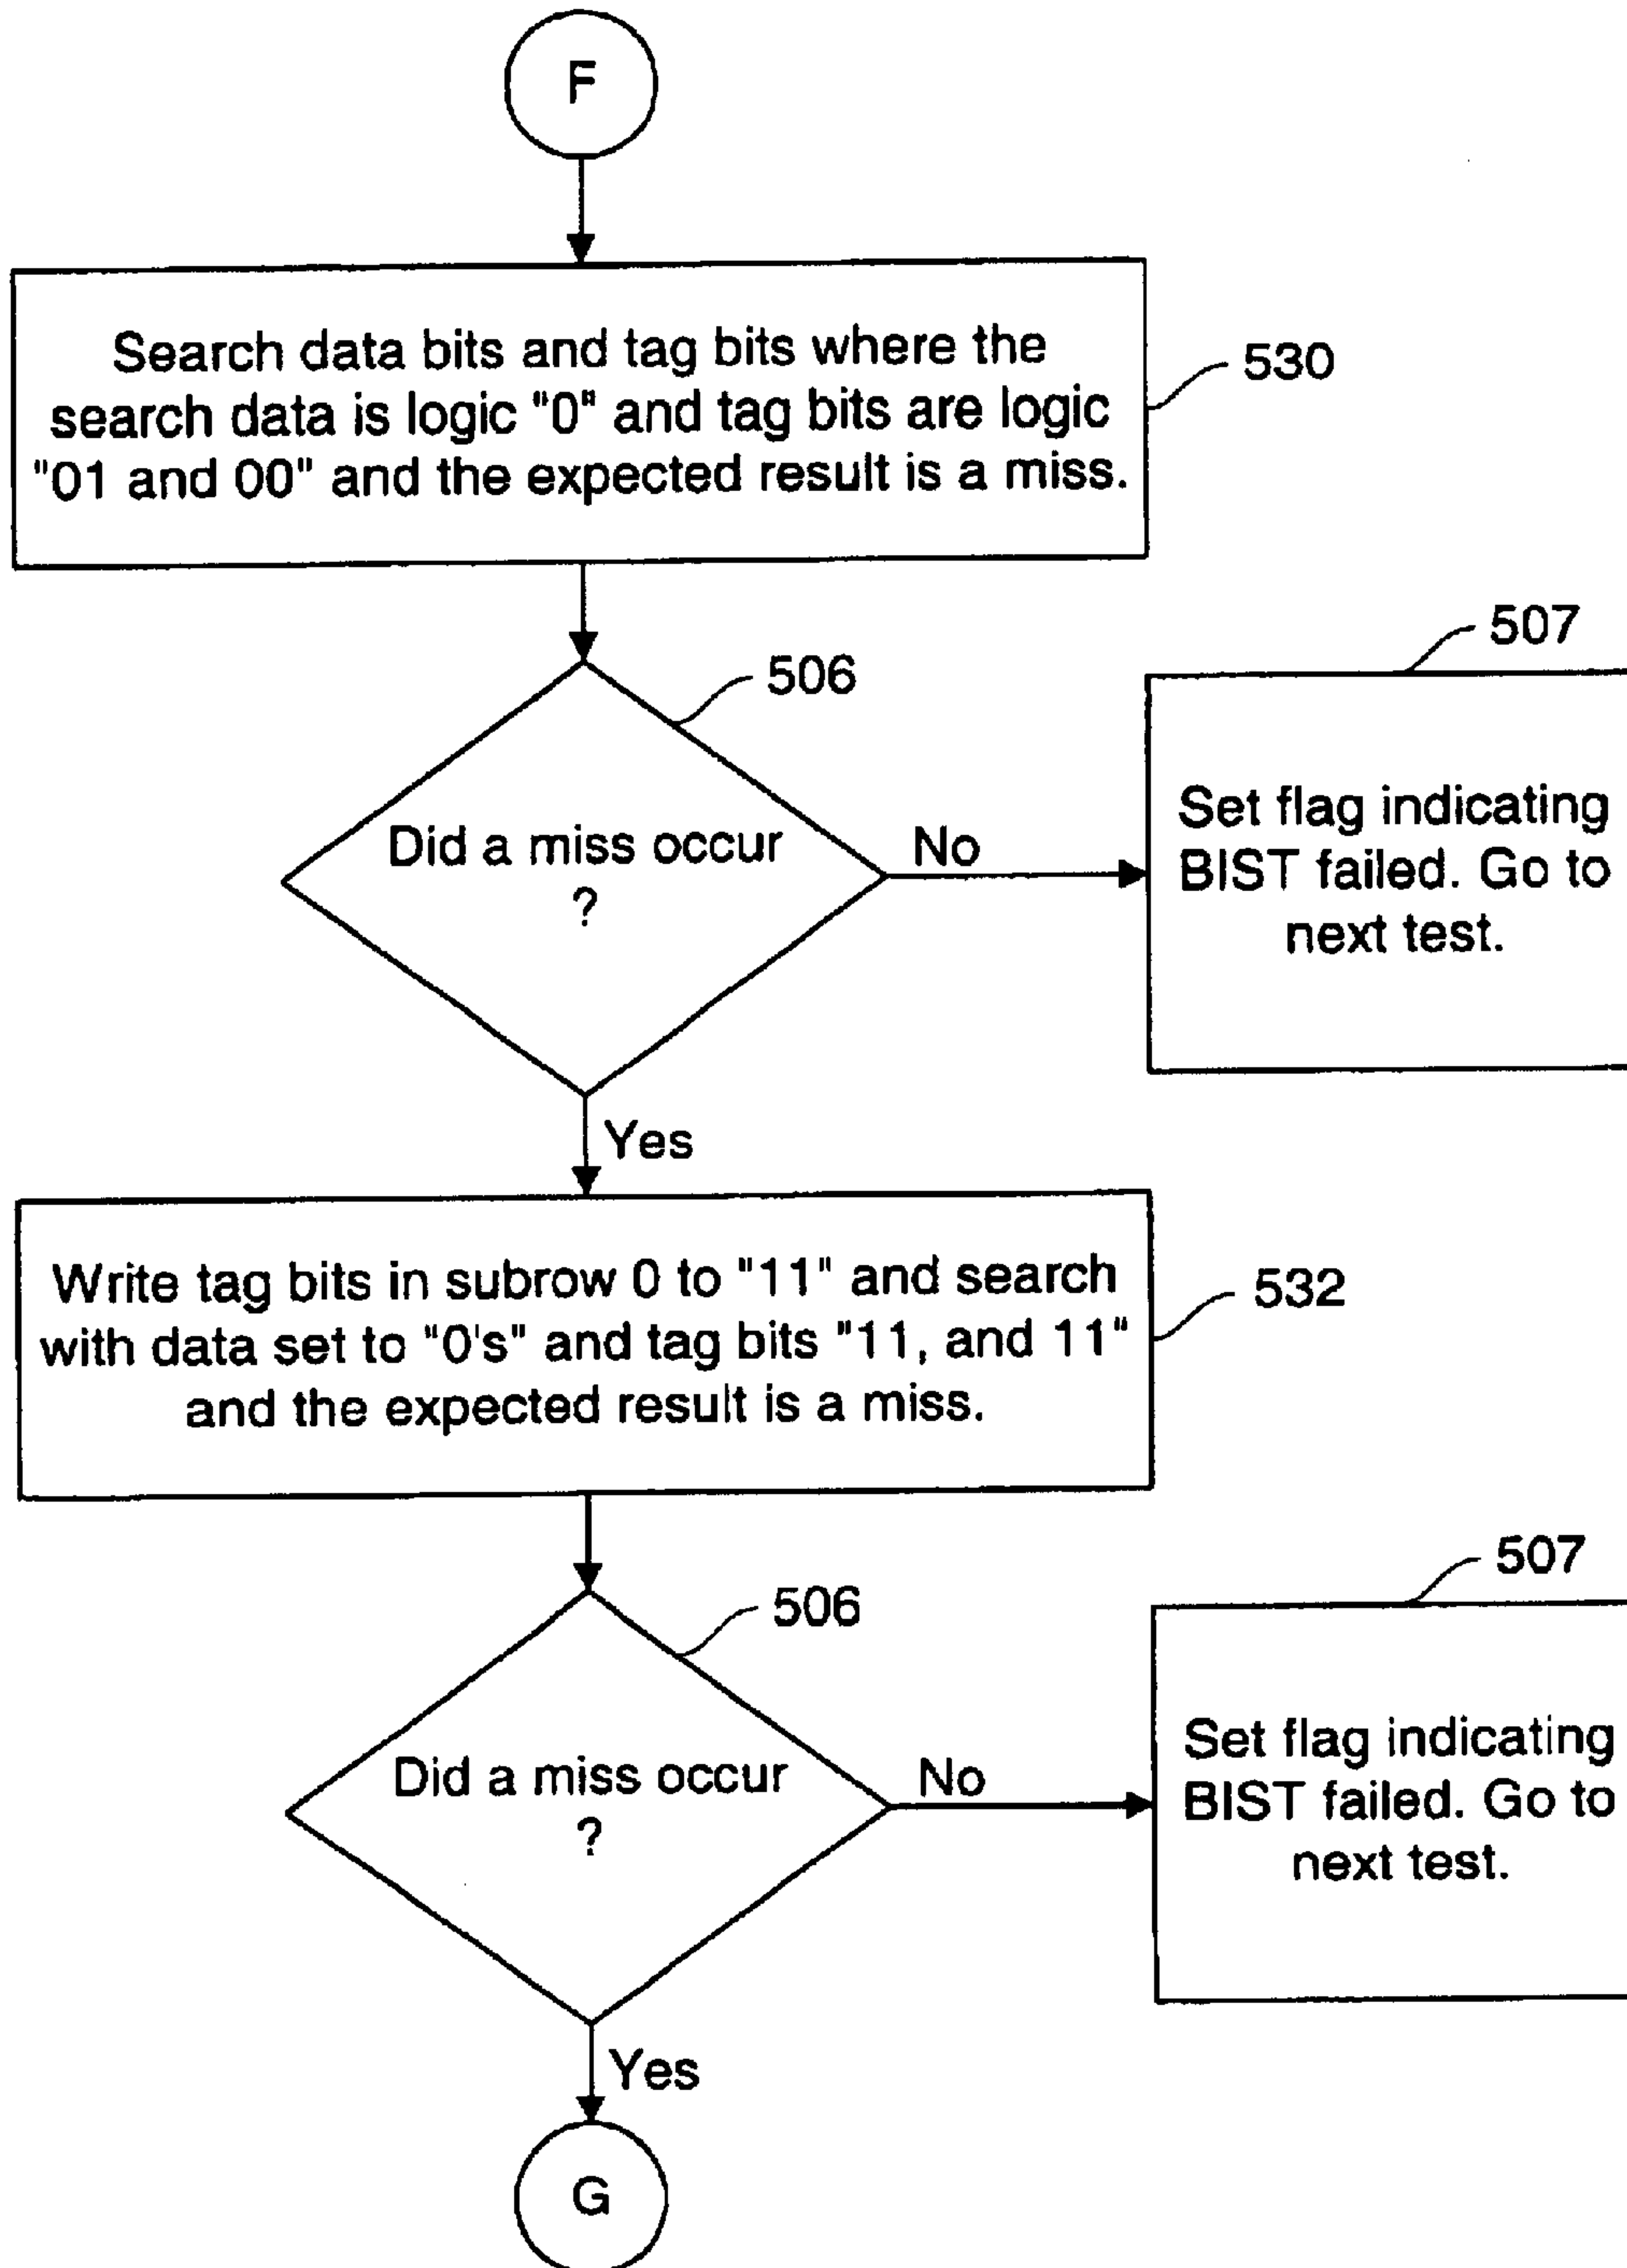 F
Search data bits and tag bits where the
search data is logic "0" and tag bits are logic
"01 and 00" and the expected result is a miss.
530
506
Did a miss occur
?
No
507
Set flag indicating
BIST failed. Go to
next test.
Yes
Write tag bits in subrow 0 to "11" and search
with data set to "0's" and tag bits "11, and 11"
and the expected result is a miss.
532
506
Did a miss occur
?
No
507
Set flag indicating
BIST failed. Go to
next test.
Yes
G